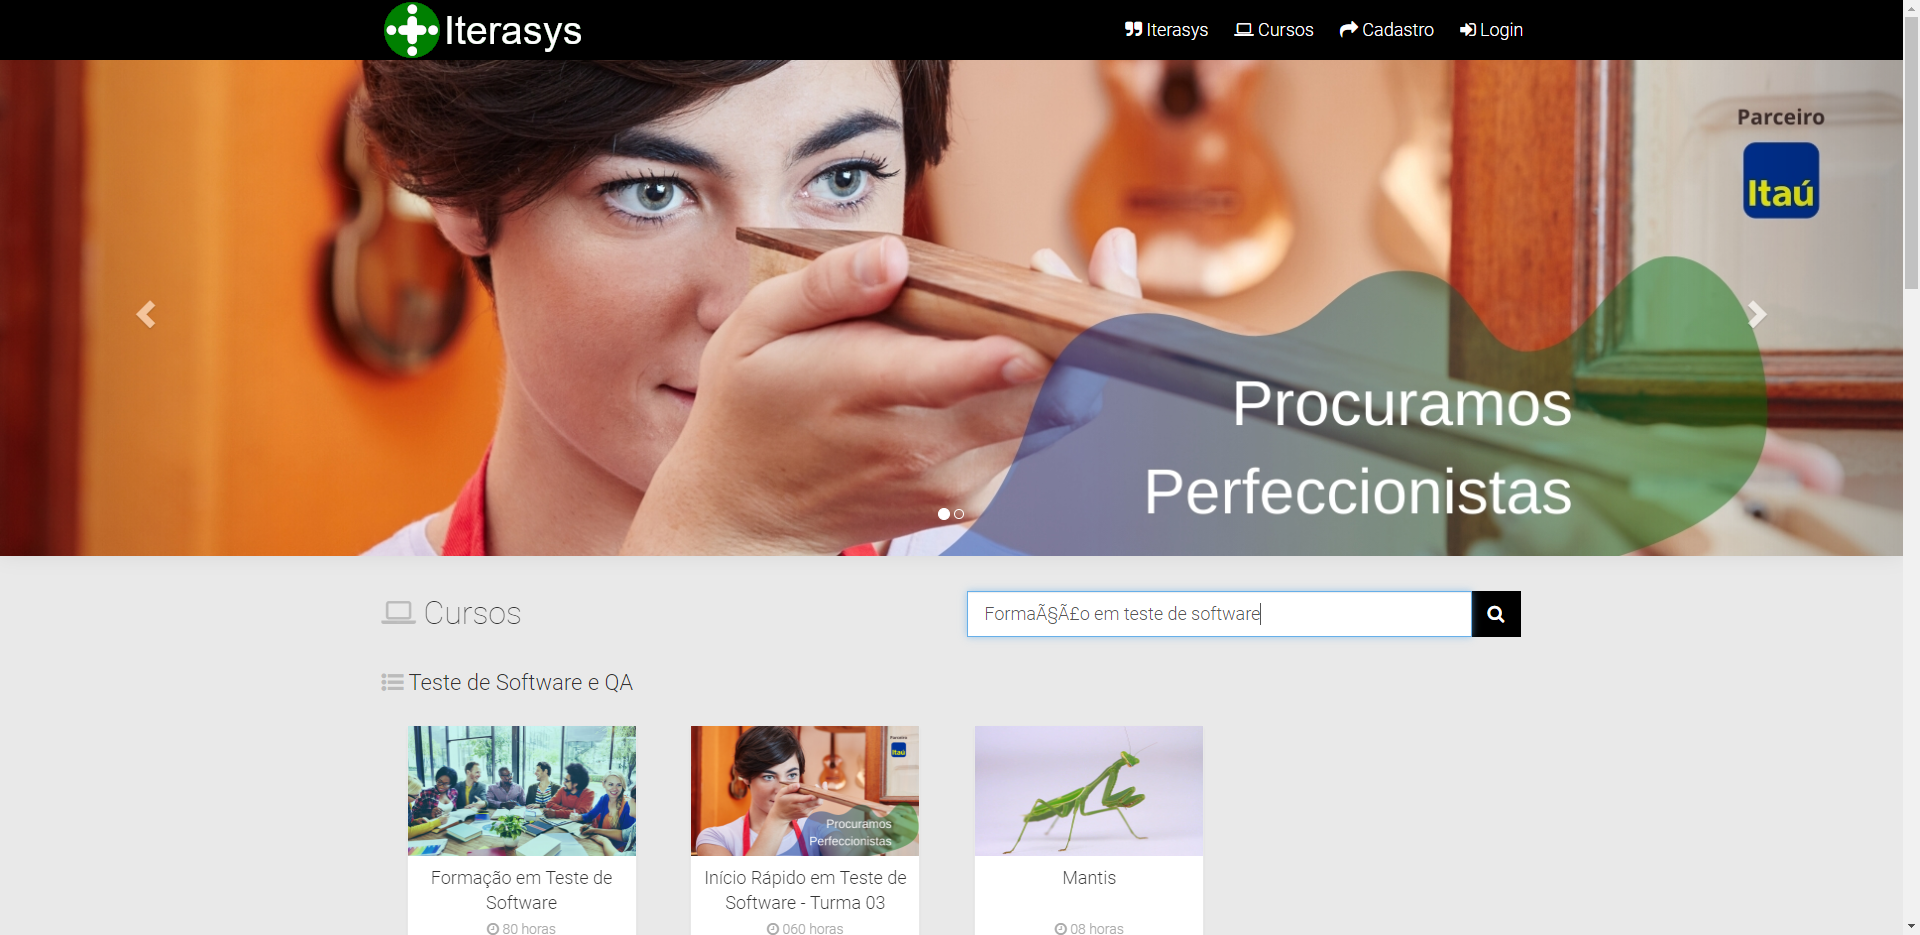 Iterasys
Iterasys Cursos Cadastro Login
Parceiro
Itaú
Procuramos
Perfeccionistas
Cursos
FormaÃ§Ã£o em teste de software
Teste de Software e QA
Parceiro
Itaú
Procuramos
Perfeccionistas
Formação em Teste de
Software
80 horas
Início Rápido em Teste de
Software - Turma 03
060 horas
Mantis
08 horas